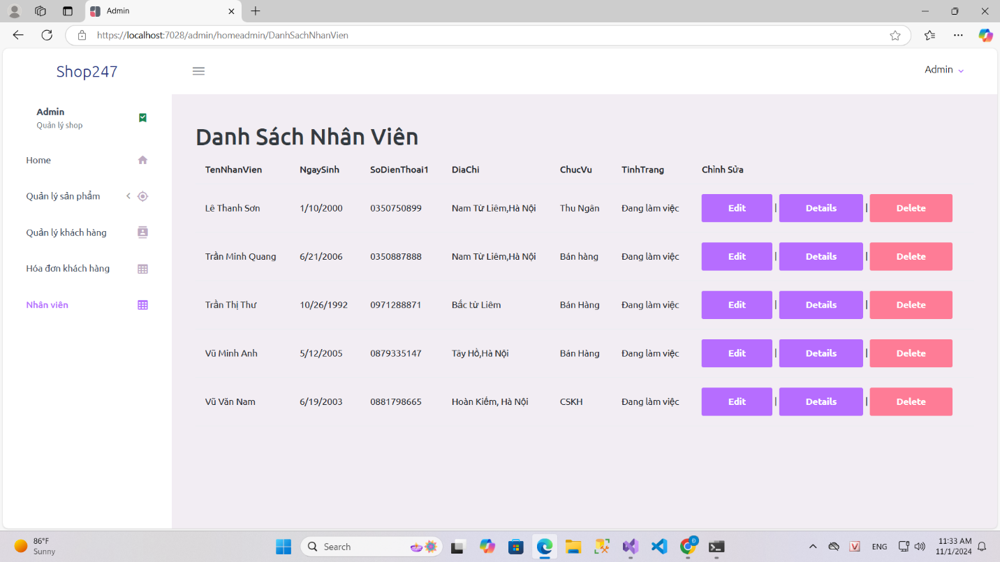 Admin
https://localhost:7028/admin/homeadmin/DanhSachNhanVien
Shop247
Admin
Admin
Quản lý shop
Home
Quản lý sản phẩm
Quản lý khách hàng
Hóa đơn khách hàng
Nhân viên
Danh Sách Nhân Viên
TenNhanVien NgaySinh SoDienThoai1 DiaChi ChucVu TinhTrang Chỉnh Sửa
Lê Thanh Sơn 1/10/2000 0350750899 Nam Từ Liêm,Hà Nội Thu Ngân Đang làm việc Edit | Details | Delete
Trần Minh Quang 6/21/2006 0350887888 Nam Từ Liêm,Hà Nội Bán hàng Đang làm việc Edit | Details | Delete
Trần Thị Thư 10/26/1992 0971288871 Bắc từ Liêm Bán Hàng Đang làm việc Edit | Details | Delete
Vũ Minh Anh 5/12/2005 0879335147 Tây Hồ,Hà Nội Bán Hàng Đang làm việc Edit | Details | Delete
Vũ Văn Nam 6/19/2003 0881798665 Hoàn Kiếm, Hà Nội CSKH Đang làm việc Edit | Details | Delete
86°F
Sunny
Search
Đ
V
ENG
11:33 AM
11/1/2024